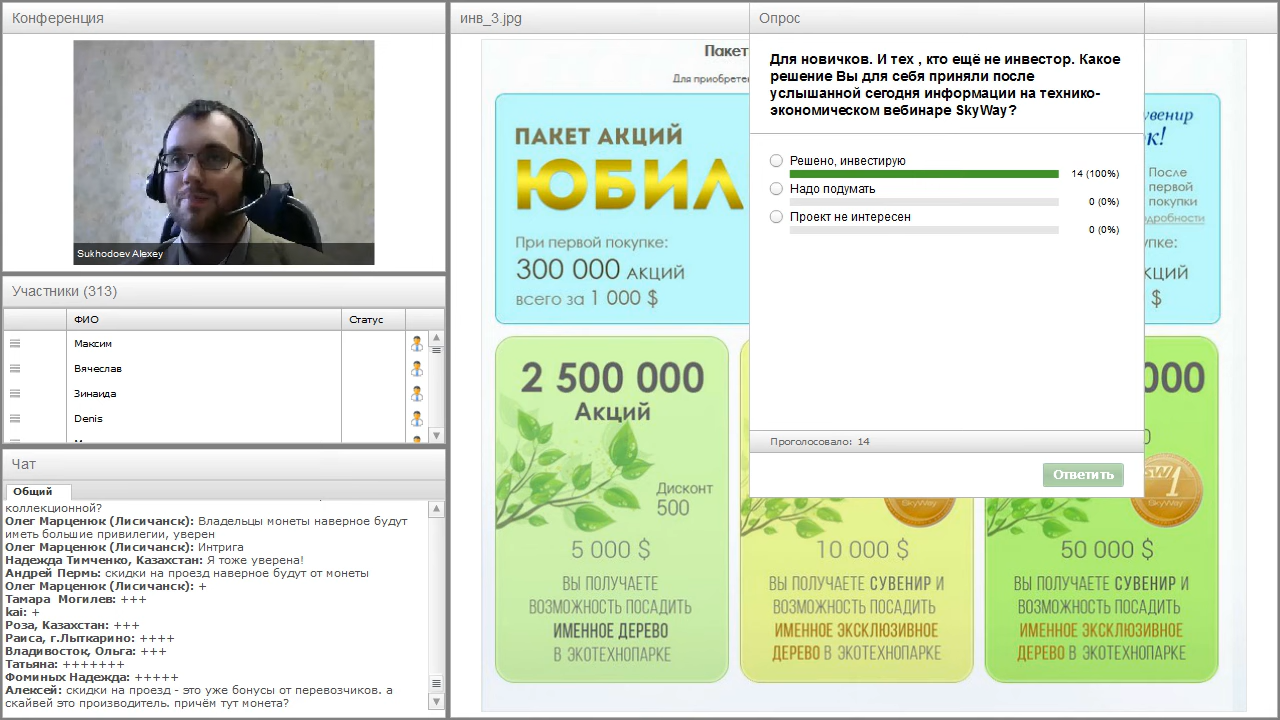 Конференция
Sukhodoev Alexey
Участники (313)
ФИО Статус
Максим
Вячеслав
Зинаида
Denis
Чат
Общий
коллекционной?
Олег Марценюк (Лисичанск): Владельцы монеты наверное будут
иметь большие привилегии, уверен
Олег Марценюк (Лисичанск): Интрига
Надежда Тимченко, Казахстан: Я тоже уверена!
Андрей Пермь: скидки на проезд наверное будут от монеты
Олег Марценюк (Лисичанск): +
Тамара Могилев: +++
kai: +
Роза, Казахстан: +++
Раиса, г.Лыткарино: ++++
Владивосток, Ольга: +++
Татьяна: +++++++
Фоминых Надежда: +++++
Алексей: скидки на проезд - это уже бонусы от перевозчиков. а
скайвей это производитель. причём тут монета?
инв_3.jpg
Пакет
Для приобрете
ПАКЕТ АКЦИЙ
ЮБИЛ
При первой покупке:
300 000 АКЦИЙ
всего за 1 000 $
Опрос
Для новичков. И тех , кто ещё не инвестор. Какое
решение Вы для себя приняли после
услышанной сегодня информации на технико-
экономическом вебинаре SkyWay?
Решено, инвестирую
14 (100%)
Надо подумать
0 (0%)
Проект не интересен
0 (0%)
Проголосовало: 14
Ответить
увенир
к!
После
первой
покупки
одробности
упке:
КЦИЙ
$
2 500 000
Акций
Дисконт
500
5 000 $
ВЫ ПОЛУЧАЕТЕ
ВОЗМОЖНОСТЬ ПОСАДИТЬ
ИМЕННОЕ ДЕРЕВО
В ЭКОТЕХНОПАРКЕ
10 000 $
ВЫ ПОЛУЧАЕТЕ СУВЕНИР И
ВОЗМОЖНОСТЬ ПОСАДИТЬ
ИМЕННОЕ ЭКСКЛЮЗИВНОЕ
ДЕРЕВО В ЭКОТЕХНОПАРКЕ
000
0
SW
1
SkyWay
50 000 $
ВЫ ПОЛУЧАЕТЕ СУВЕНИР И
ВОЗМОЖНОСТЬ ПОСАДИТЬ
ИМЕННОЕ ЭКСКЛЮЗИВНОЕ
ДЕРЕВО В ЭКОТЕХНОПАРКЕ